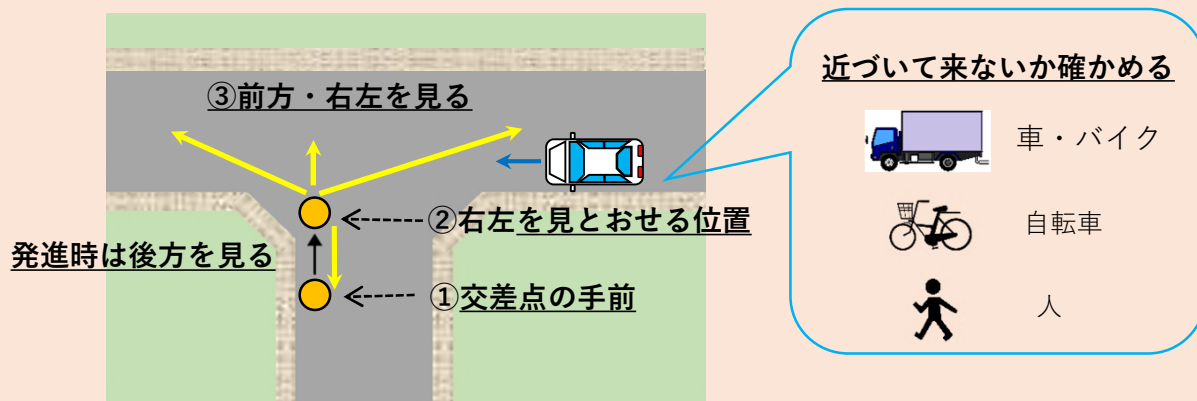 ③前方・右左を見る
②右左を見とおせる位置
発進時は後方を見る
①交差点の手前
近づいて来ないか確かめる
車・バイク
自転車
人